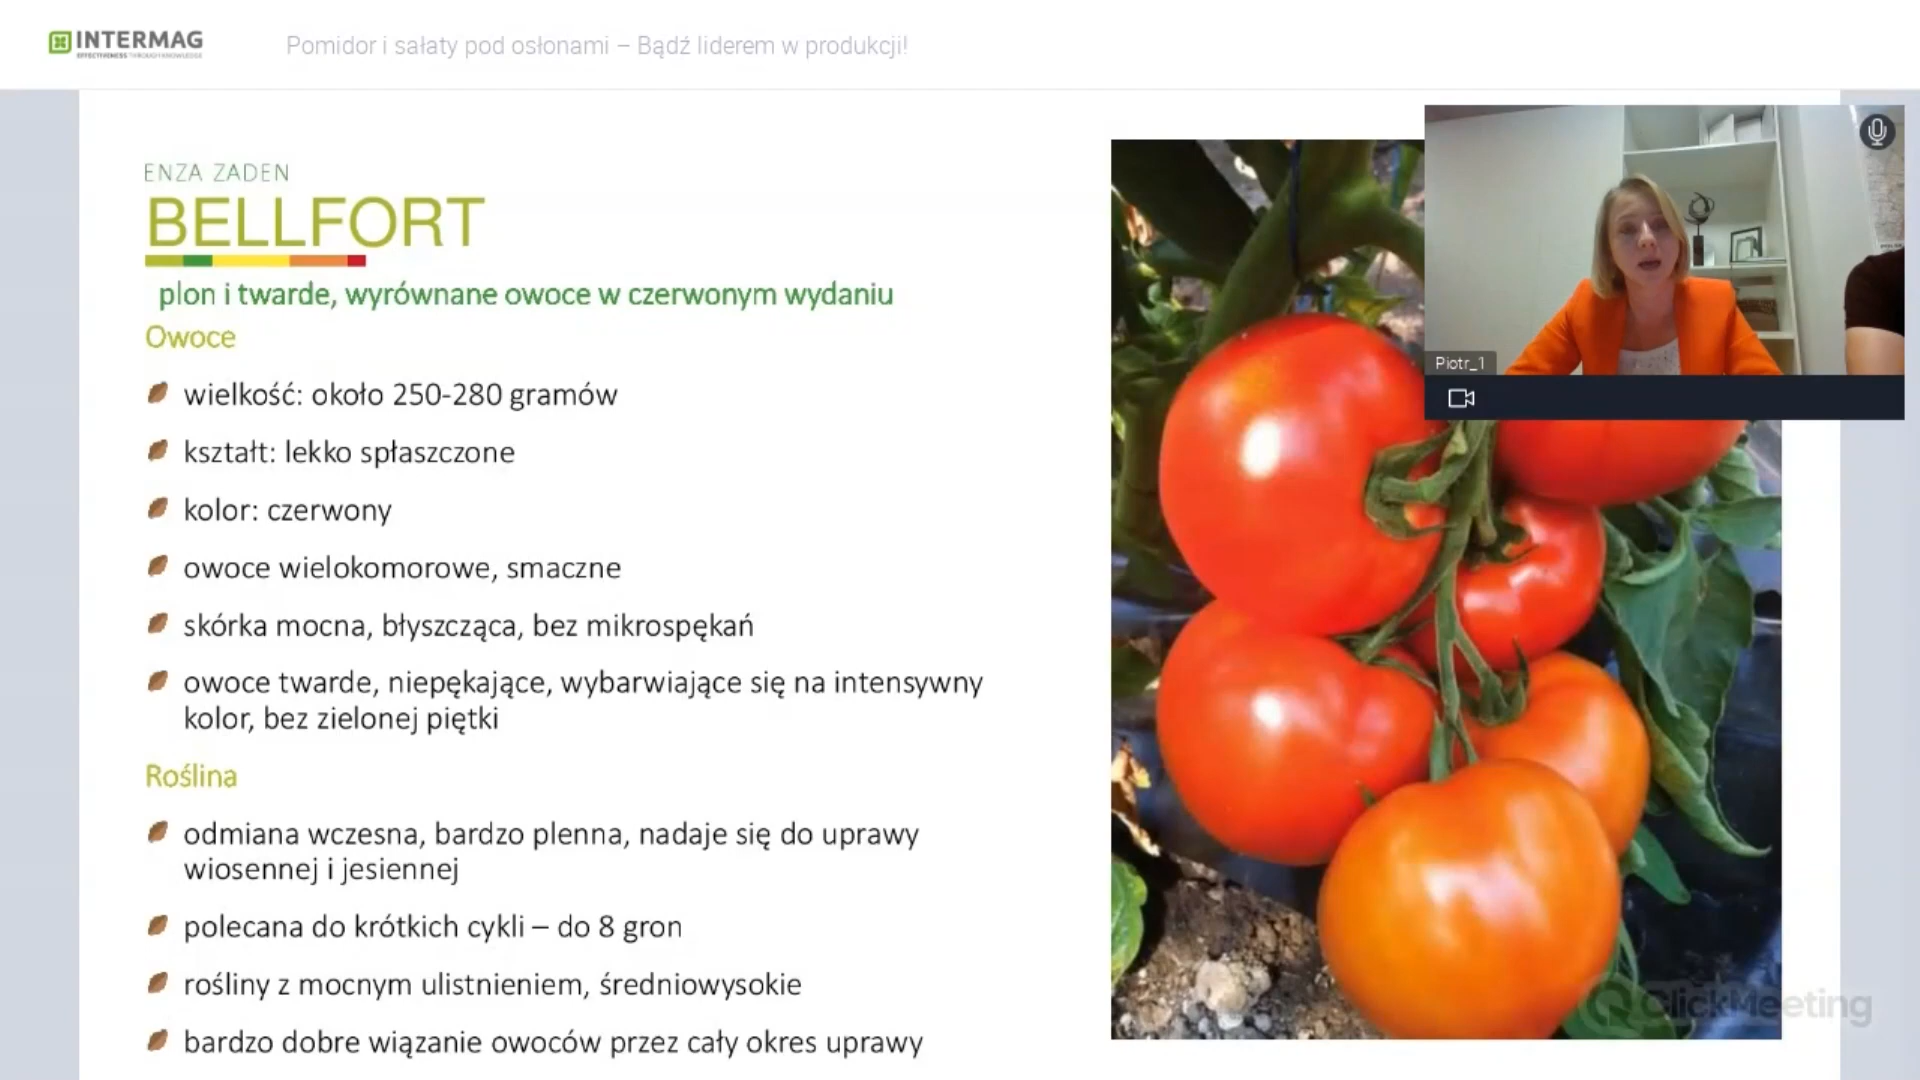 INTERMAG
EFFECTIVENESS THROUGH KNOWLEDGE
Pomidor i sałaty pod osłonami – Bądź liderem w produkcji!
ENZA ZADEN
BELLFORT
plon i twarde, wyrównane owoce w czerwonym wydaniu
Owoce
wielkość: około 250-280 gramów
kształt: lekko spłaszczone
kolor: czerwony
owoce wielokomorowe, smaczne
skórka mocna, błyszcząca, bez mikrospękań
owoce twarde, niepękające, wybarwiające się na intensywny
kolor, bez zielonej piętki
Roślina
odmiana wczesna, bardzo plenna, nadaje się do uprawy
wiosennej i jesiennej
polecana do krótkich cykli – do 8 gron
rośliny z mocnym ulistnieniem, średniowysokie
bardzo dobre wiązanie owoców przez cały okres uprawy
Piotr_1
ClickMeeting